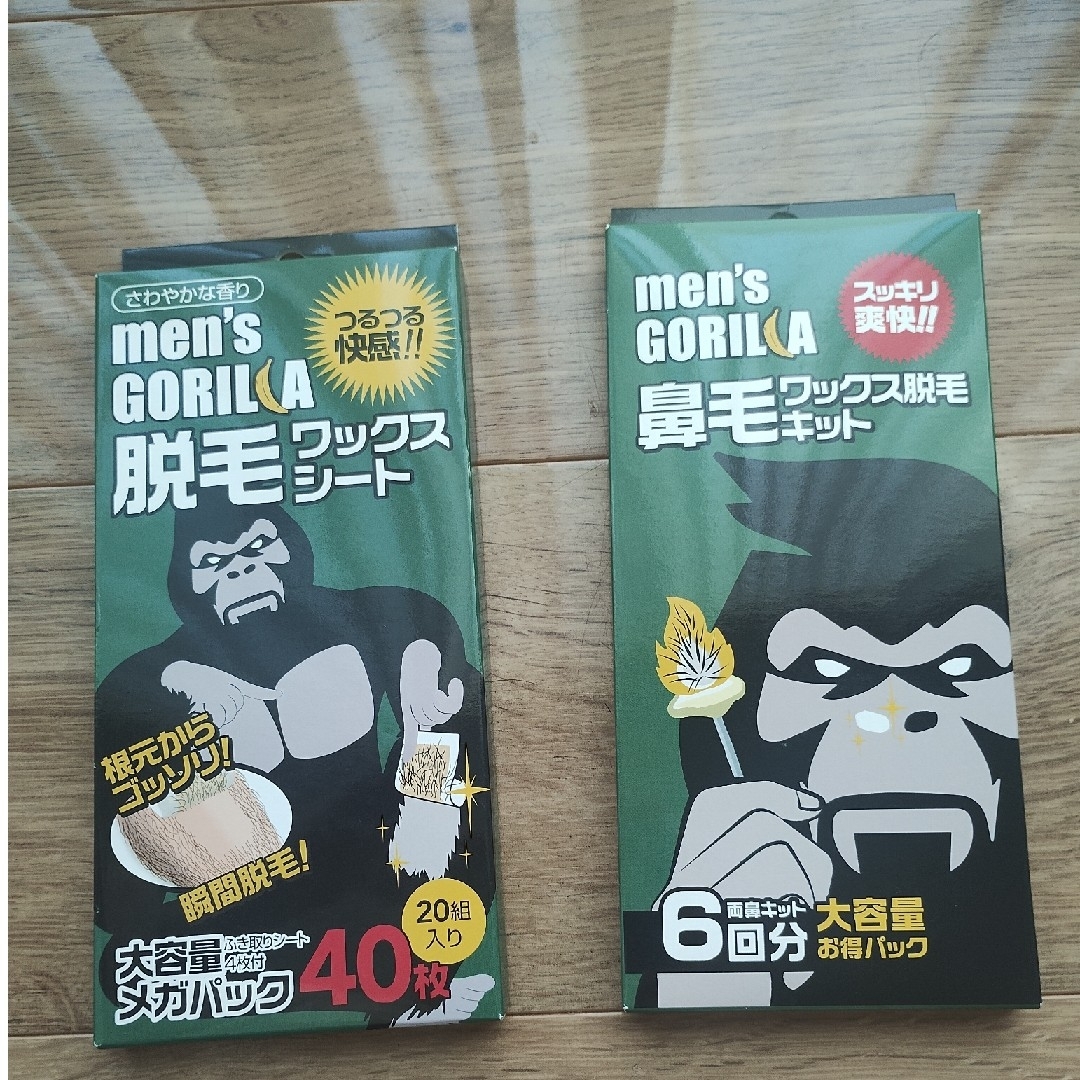 さわやかな香り
men's
GORILLA
つるつる
快感!!
脱毛ワックス
シート
根元から
ゴッソリ!
瞬間脱毛!
20組
入り
大容量
ふき取りシート
4枚付
メガパック
40枚
men's
GORILLA
スッキリ
爽快!!
鼻毛ワックス脱毛
キット
6回分
両鼻キット
大容量
お得パック